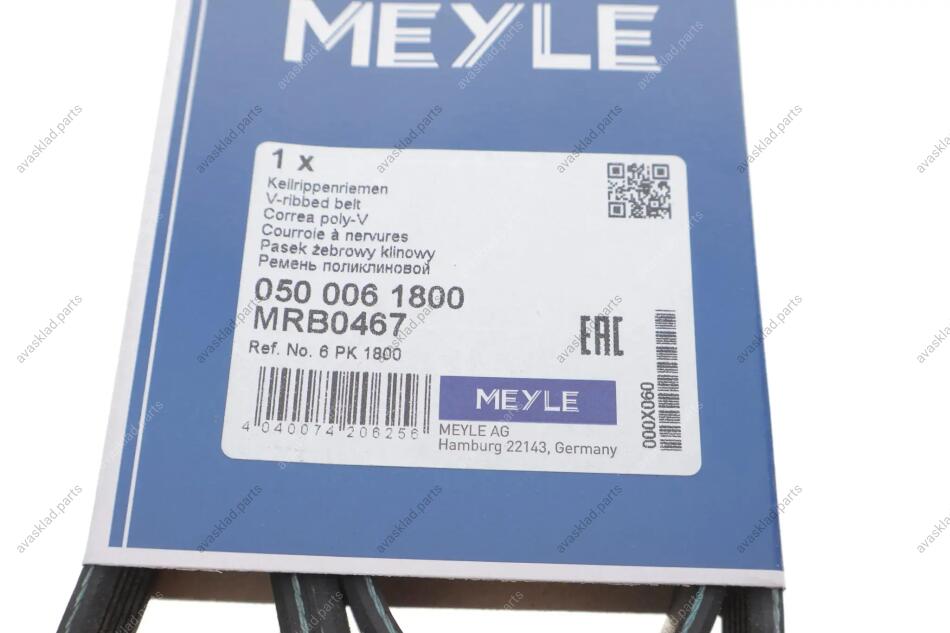 MEYLE
1 x
Keilrippenriemen
V-ribbed belt
Correa poly-V
Courroie à nervures
Pasek żebrowy klinowy
Ремень поликлиновой
050 006 1800
MRB0467
Ref. No. 6 PK 1800
EAC
000X060
4 040074 206256
MEYLE
MEYLE AG
Hamburg 22143, Germany
avasklad.parts